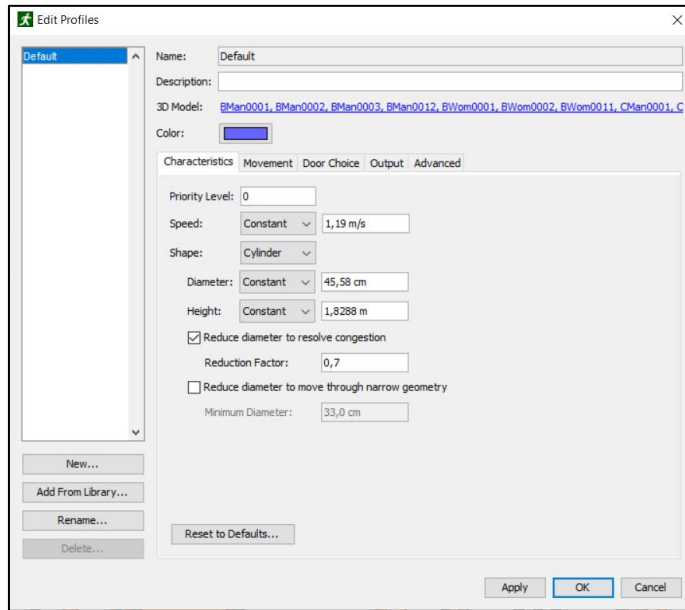 Edit Profiles
Default
Name: Default
Description:
3D Model: BMan0001, BMan0002, BMan0003, BMan0012, BWom0001, BWom0002, BWom0011, CMan0001, C
Color:
Characteristics Movement Door Choice Output Advanced
Priority Level: 0
Speed: Constant 1,19 m/s
Shape: Cylinder
Diameter: Constant 45,58 cm
Height: Constant 1,8288 m
Reduce diameter to resolve congestion
Reduction Factor: 0,7
Reduce diameter to move through narrow geometry
Minimum Diameter: 33,0 cm
New...
Add From Library...
Rename...
Delete...
Reset to Defaults...
Apply OK Cancel